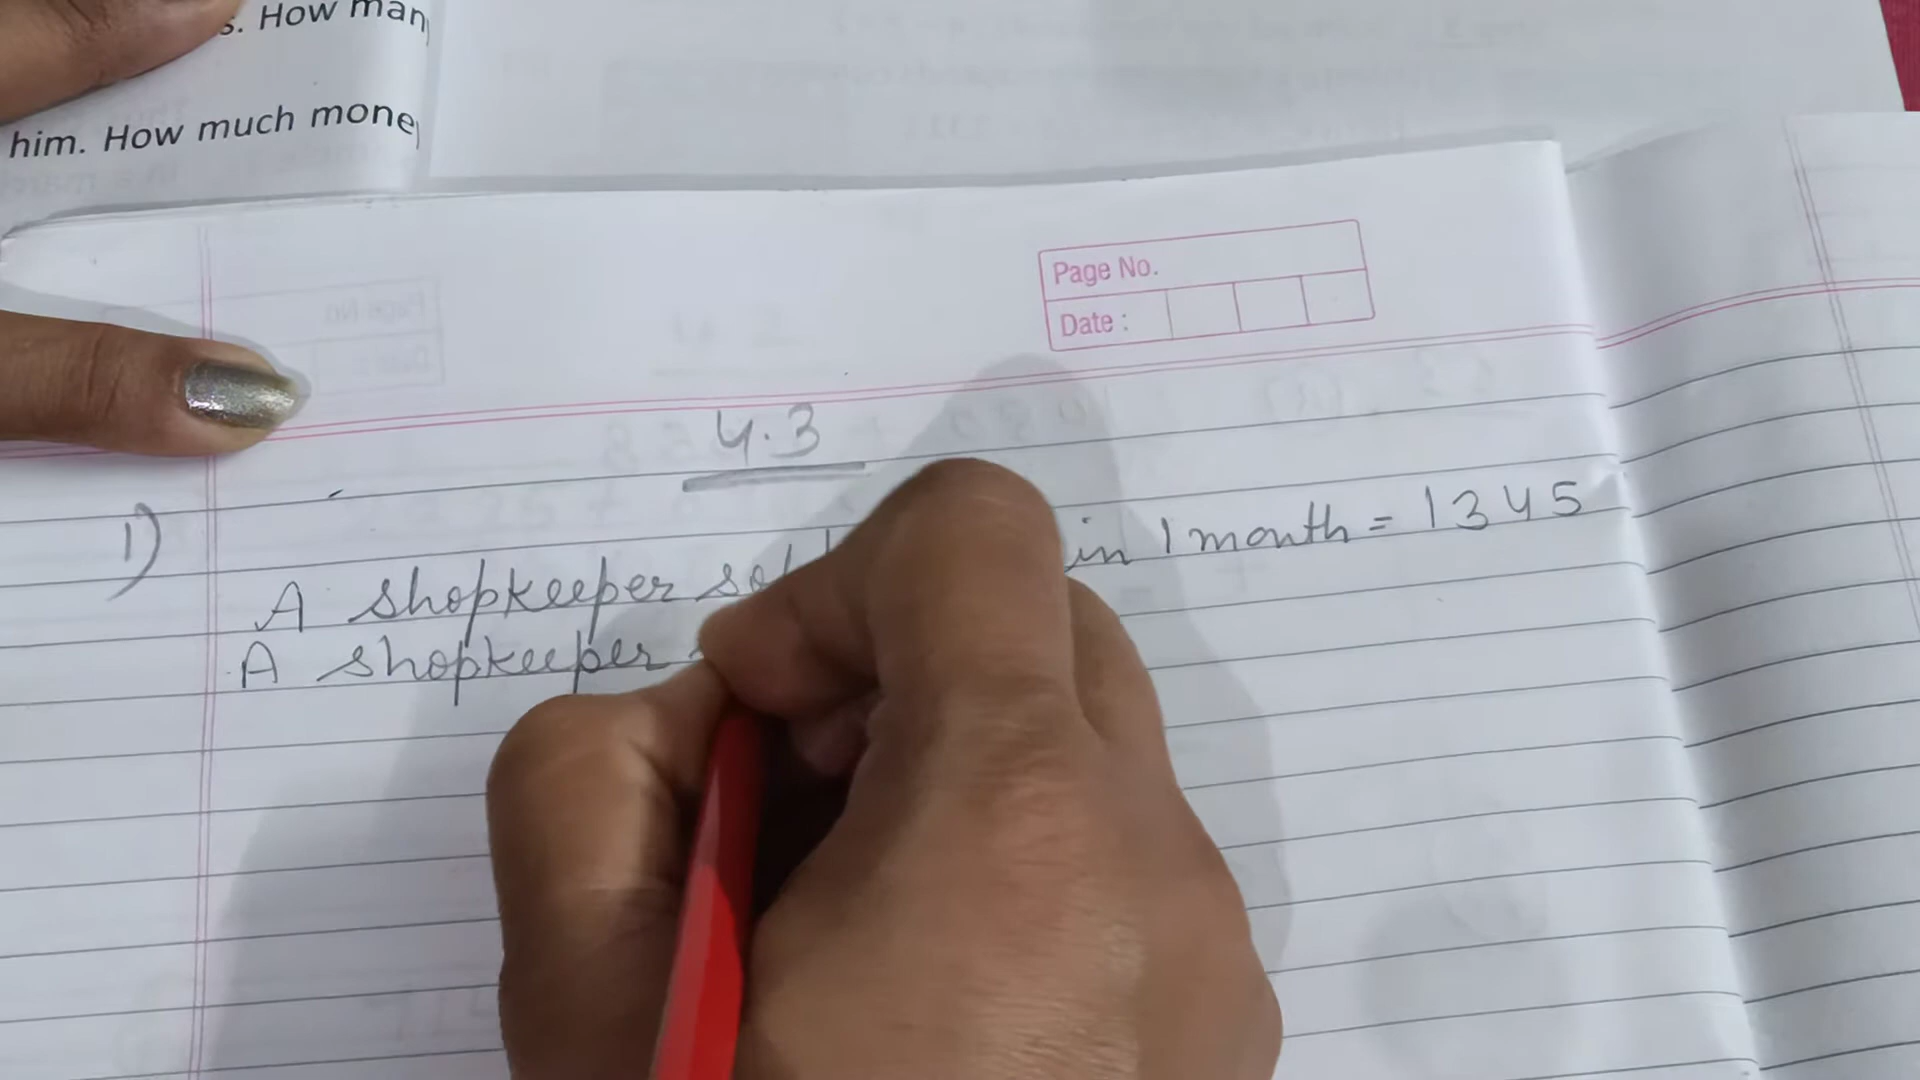 How man
him. How much mone
Page No.
Date :
4.3
1)
A shopkeeper in 1 month = 1345
A shopkeeper